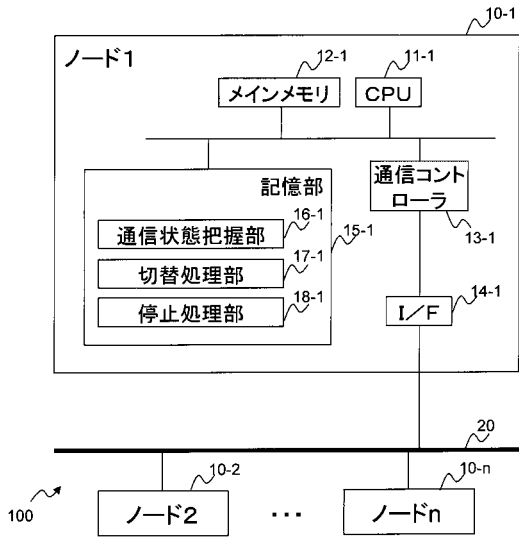 10-1
ノード1
12-1
11-1
メインメモリ
CPU
記憶部
通信コント
ローラ
13-1
16-1
15-1
通信状態把握部
17-1
切替処理部
18-1
停止処理部
14-1
I/F
20
10-2
10-n
100
ノード2
・・・
ノードn